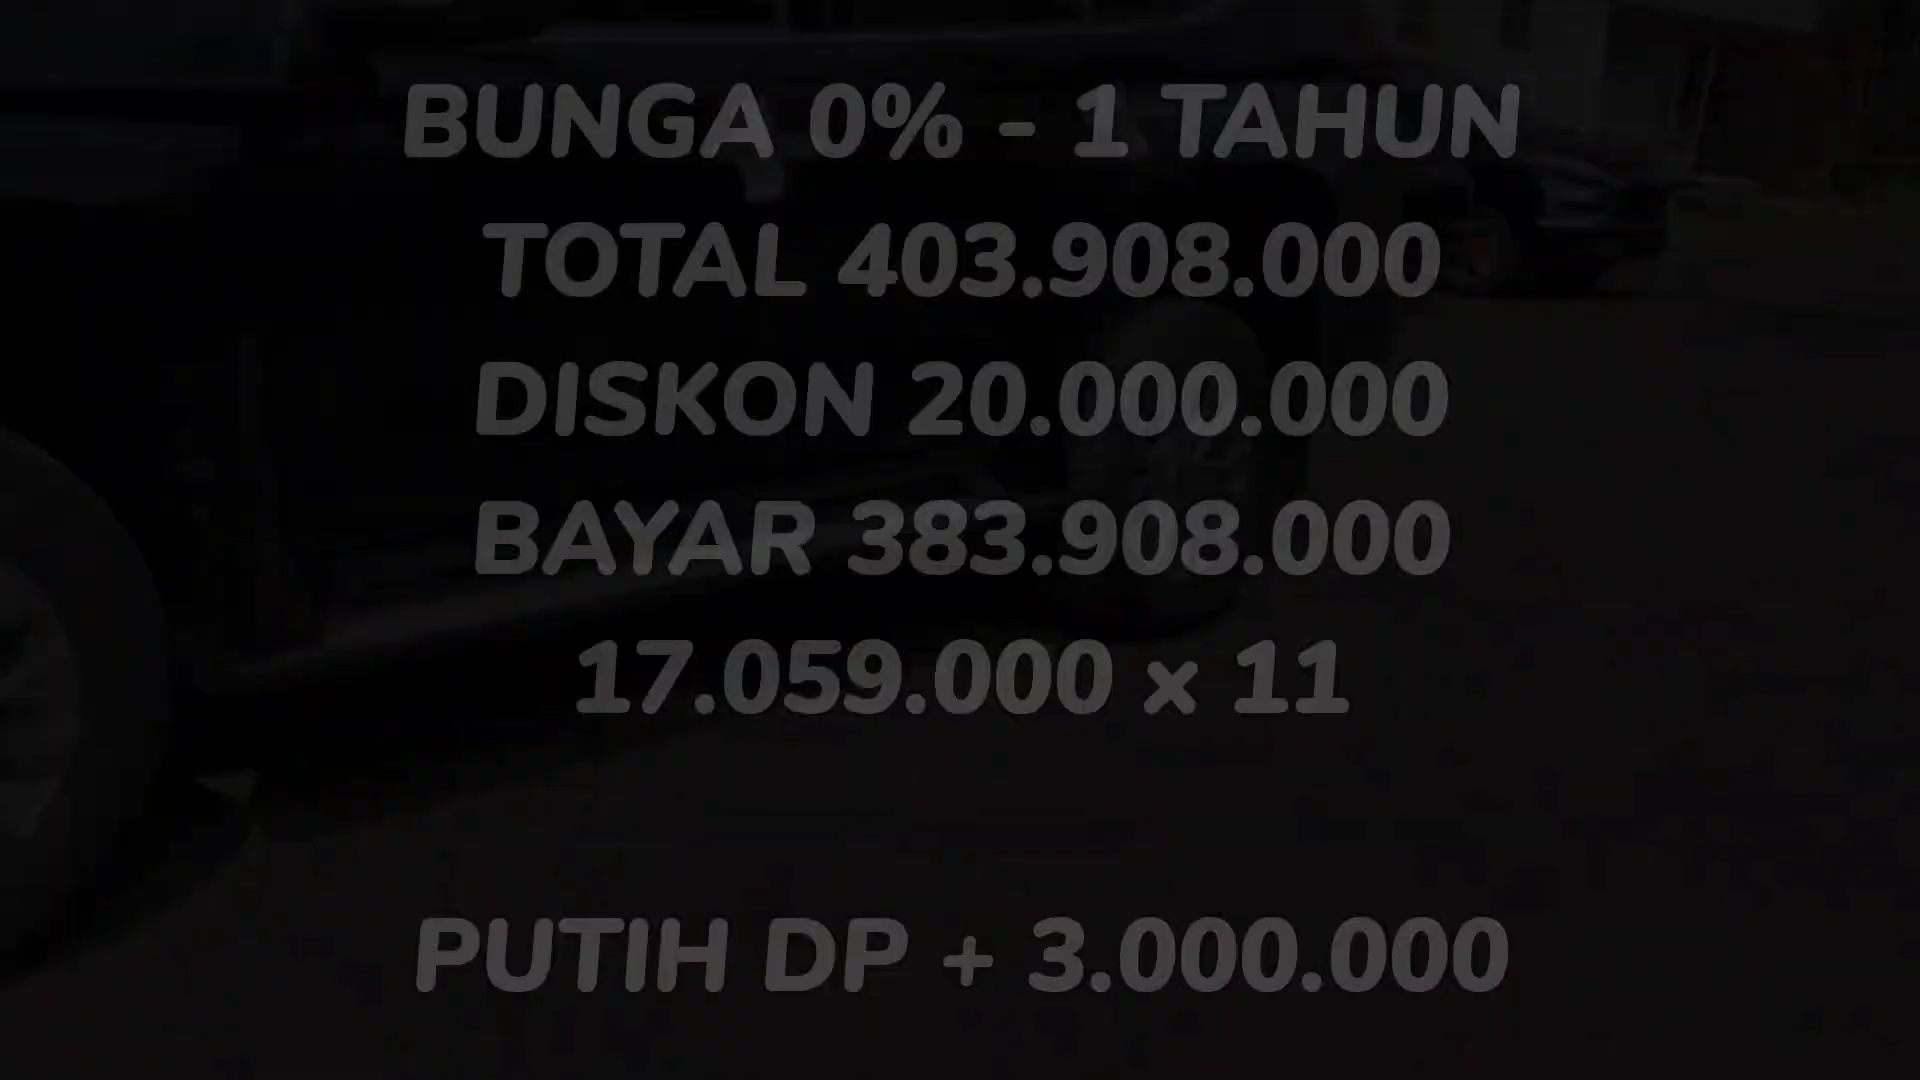 BUNGA 0% - 1 TAHUN
TOTAL 403.908.000
DISKON 20.000.000
BAYAR 383.908.000
17.059.000 x 11
PUTIH DP + 3.000.000